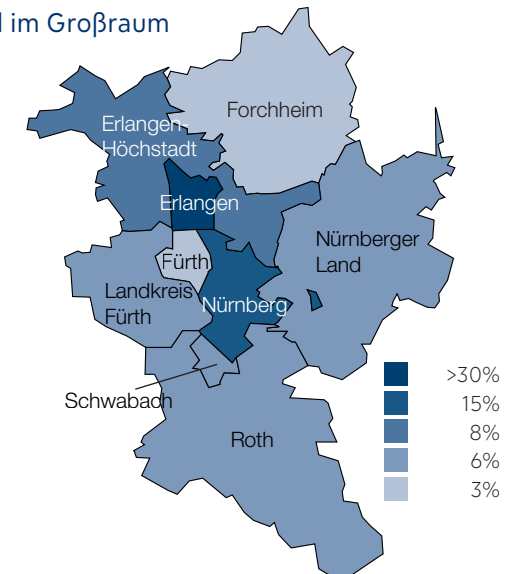 im Großraum
Forchheim
Erlangen-
Höchstadt
Erlangen
Nürnberger
Land
Fürth
Landkreis
Fürth
Nürnberg
Schwabach
Roth
>30%
15%
8%
6%
3%